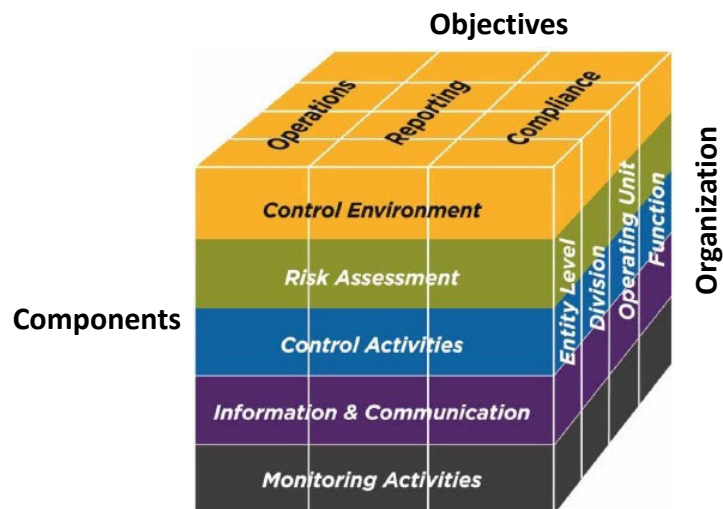 Objectives
Operations
Reporting
Compliance
Control Environment
Risk Assessment
Control Activities
Information & Communication
Monitoring Activities
Entity Level
Division
Operating Unit
Function
Components
Organization